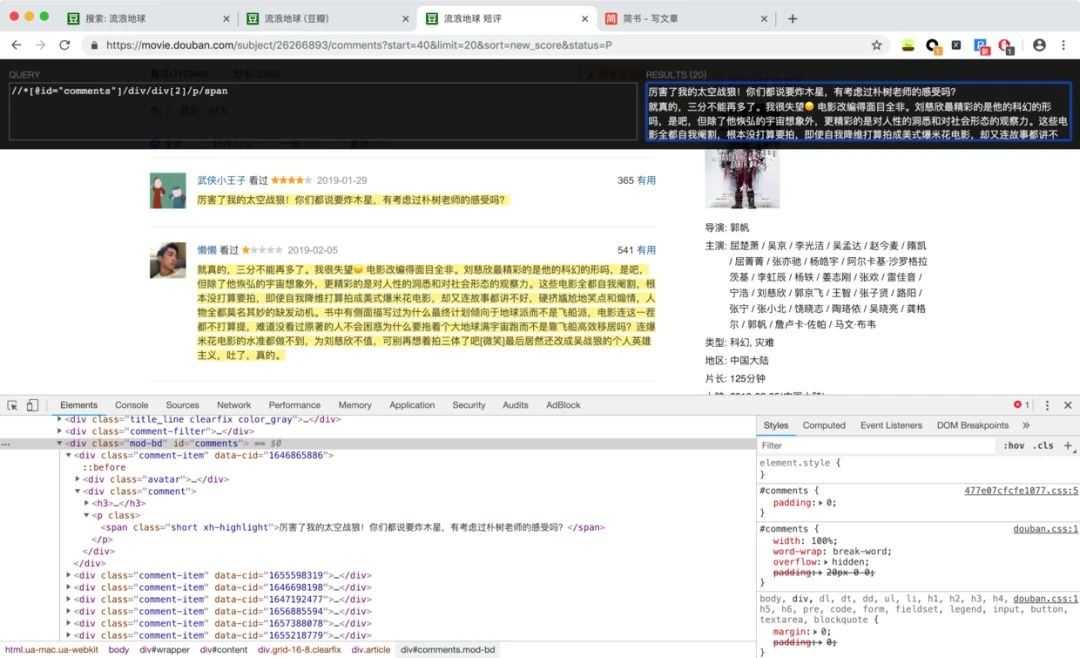 搜索: 流浪地球
流浪地球 (豆瓣)
流浪地球 短评
简书 - 写文章
https://movie.douban.com/subject/26266893/comments?start=40&limit=20&sort=new_score&status=P
QUERY
RESULTS (20)
//*[@id="comments"]/div/div[2]/p/span
厉害了我的太空战狼！你们都说要炸木星，有考虑过朴树老师的感受吗？
就真的，三分不能再多了。我很失望 电影改编得面目全非。刘慈欣最精彩的是他的科幻的形
吗，是吧，但除了他恢弘的宇宙想象外，更精彩的是对人性的洞悉和对社会形态的观察力。这些电
影全都自我阉割，根本没打算要拍，即使自我降维打算拍成美式爆米花电影，却又连故事都讲不
武侠小王子 看过 2019-01-29
365 有用
厉害了我的太空战狼！你们都说要炸木星，有考虑过朴树老师的感受吗？
懒懒 看过 2019-02-05
541 有用
就真的，三分不能再多了。我很失望 电影改编得面目全非。刘慈欣最精彩的是他的科幻的形吗，是吧，
但除了他恢弘的宇宙想象外，更精彩的是对人性的洞悉和对社会形态的观察力。这些电影全都自我阉割，根
本没打算要拍，即使自我降维打算拍成美式爆米花电影，却又连故事都讲不好，硬挤尴尬地笑点和煽情，人
物全都莫名其妙的缺发动机。书中有侧面描写过为什么最终计划倾向于地球派而不是飞船派，电影连这一茬
都不打算提，难道没看过原著的人不会困惑为什么要拖着个大地球满宇宙跑而不是靠飞船高效移居吗？连爆
米花电影的水准都做不到，为刘慈欣不值，可别再想着拍三体了吧[微笑]最后居然还改成吴战狼的个人英雄
主义，吐了，真的。
导演: 郭帆
主演: 屈楚萧 / 吴京 / 李光洁 / 吴孟达 / 赵今麦 / 隋凯
/ 屈菁菁 / 张亦驰 / 杨皓宇 / 阿尔卡基·沙罗格拉
茨基 / 李虹辰 / 杨轶 / 姜志刚 / 张欢 / 雷佳音 /
宁浩 / 刘慈欣 / 郭京飞 / 王智 / 张子贤 / 路阳 /
张宁 / 张小北 / 饶晓志 / 陶珞依 / 吴晓亮 / 龚格
尔 / 郭帆 / 詹卢卡·佐帕 / 马文·布韦
类型: 科幻, 灾难
地区: 中国大陆
片长: 125分钟
Elements Console Sources Network Performance Memory Application Security Audits AdBlock
1
<div class="title_line clearfix color_gray">…</div>
<div class="comment-filter">…</div>
<div class="mod-bd" id="comments"> == $0
<div class="comment-item" data-cid="1646865886">
::before
<div class="avatar">…</div>
<div class="comment">
<h3>…</h3>
<p class>
<span class="short xh-highlight">厉害了我的太空战狼！你们都说要炸木星，有考虑过朴树老师的感受吗？</span>
</p>
</div>
</div>
<div class="comment-item" data-cid="1655598319">…</div>
<div class="comment-item" data-cid="1646698198">…</div>
<div class="comment-item" data-cid="1647192477">…</div>
<div class="comment-item" data-cid="1656885594">…</div>
<div class="comment-item" data-cid="1657388078">…</div>
<div class="comment-item" data-cid="1655218779">…</div>
html.ua-mac.ua-webkit body div#wrapper div#content div.grid-16-8.clearfix div.article div#comments.mod-bd
Styles Computed Event Listeners DOM Breakpoints »
Filter
:hov .cls +
element.style {
}
#comments {
477e07cfcfe1077.css:5
padding: 0;
}
#comments {
douban.css:1
width: 100%;
word-wrap: break-word;
overflow: hidden;
padding: 20px 0 0;
}
body, div, dl, dt, dd, ul, li, h1, h2, h3, h4,
douban.css:1
h5, h6, pre, code, form, fieldset, legend, input, button,
textarea, blockquote {
margin: 0;
padding: 0;
}